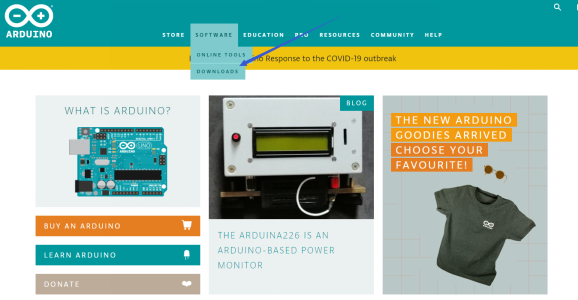 ARDUINO
STORE SOFTWARE EDUCATION PRO RESOURCES COMMUNITY HELP
ONLINE TOOLS
DOWNLOADS
Response to the COVID-19 outbreak
WHAT IS ARDUINO?
UNO
BUY AN ARDUINO
LEARN ARDUINO
DONATE
BLOG
THE ARDUINA226 IS AN
ARDUINO-BASED POWER
MONITOR
THE NEW ARDUINO
GOODIES ARRIVED
CHOOSE YOUR
FAVOURITE!